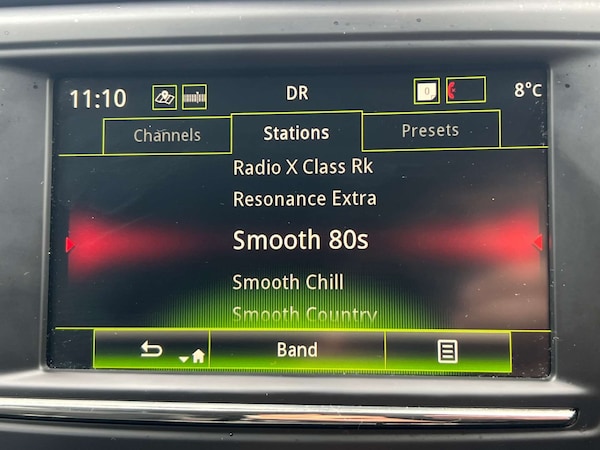 11:10 DR 0 8°C
Channels Stations Presets
Radio X Class Rk
Resonance Extra
Smooth 80s
Smooth Chill
Smooth Country
Band